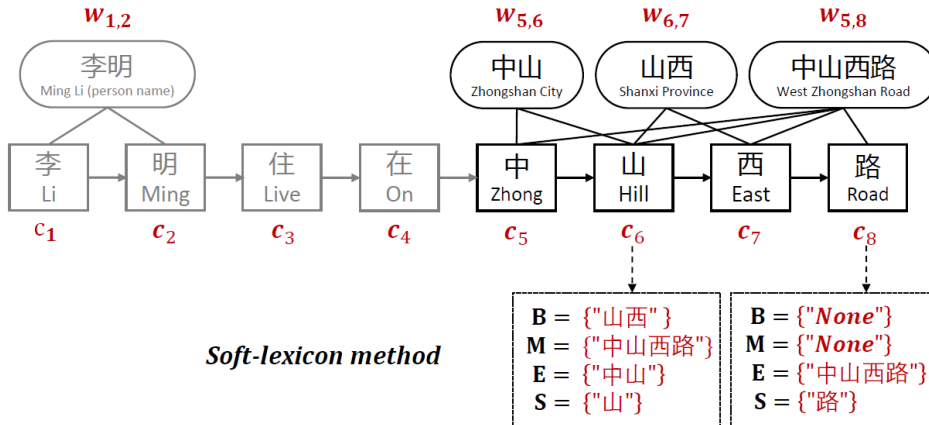 w1,2 w5,6 w6,7 w5,8
李明 中山 山西 中山西路
Ming Li (person name) Zhongshan City Shanxi Province West Zhongshan Road
李 明 住 在 中 山 西 路
Li Ming Live On Zhong Hill East Road
c1 c2 c3 c4 c5 c6 c7 c8
Soft-lexicon method
B = {"山西"}
M = {"中山西路"}
E = {"中山"}
S = {"山"}
B = {"None"}
M = {"None"}
E = {"中山西路"}
S = {"路"}